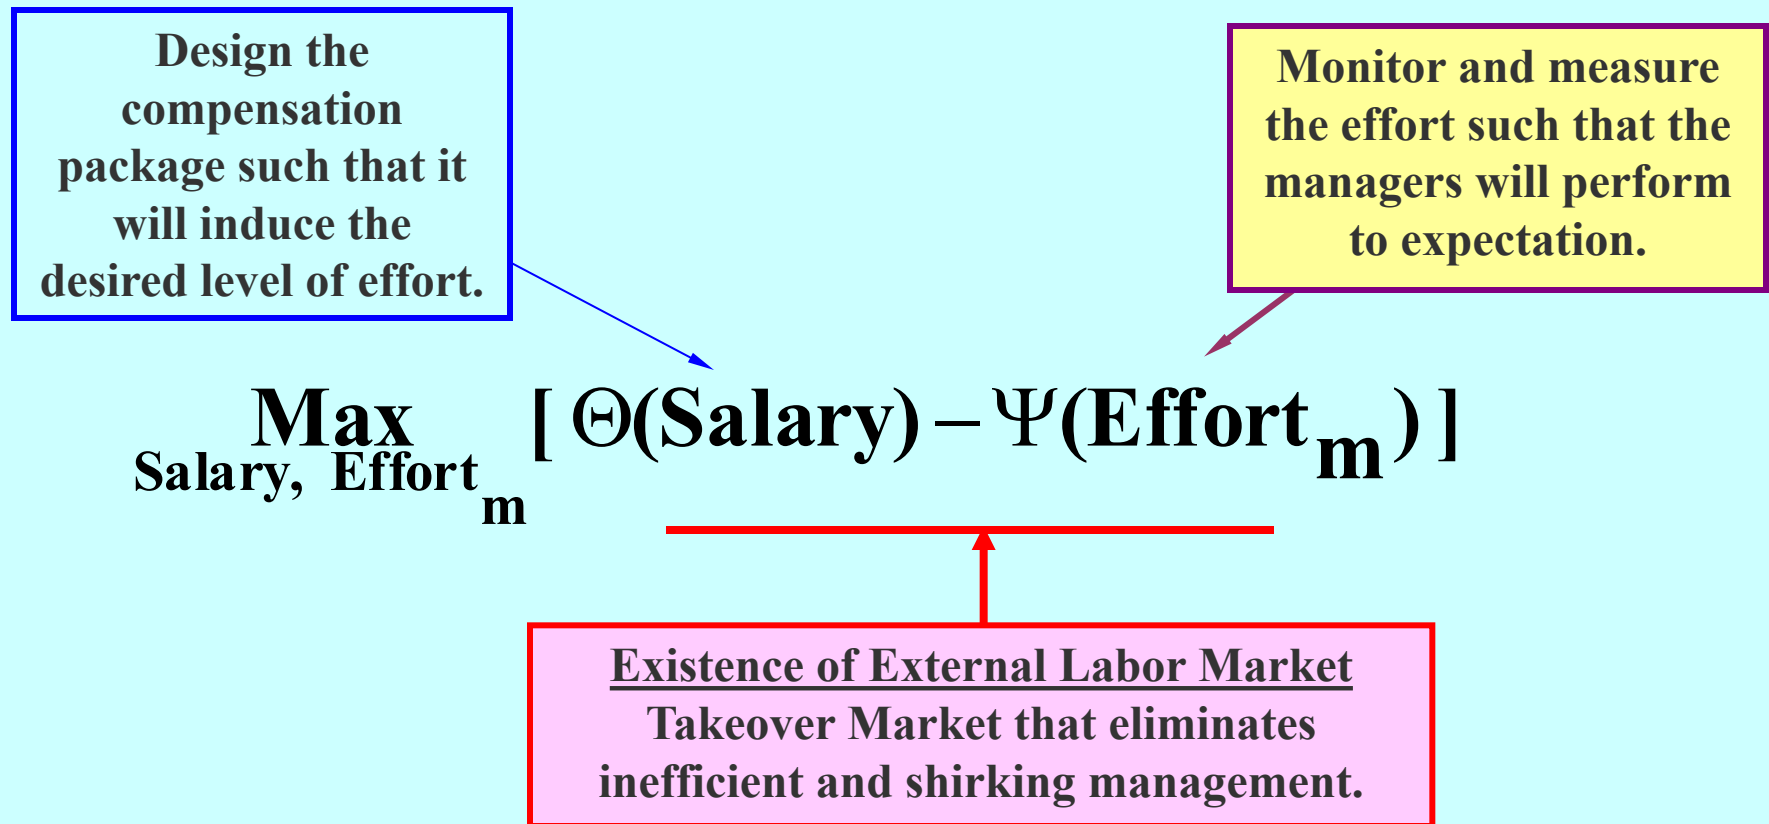 Design the
compensation
package such that it
will induce the
desired level of effort.
Monitor and measure
the effort such that the
managers will perform
to expectation.
Max [ Θ(Salary) – Ψ(Effort m ) ]
Salary, Effort m
Existence of External Labor Market
Takeover Market that eliminates
inefficient and shirking management.